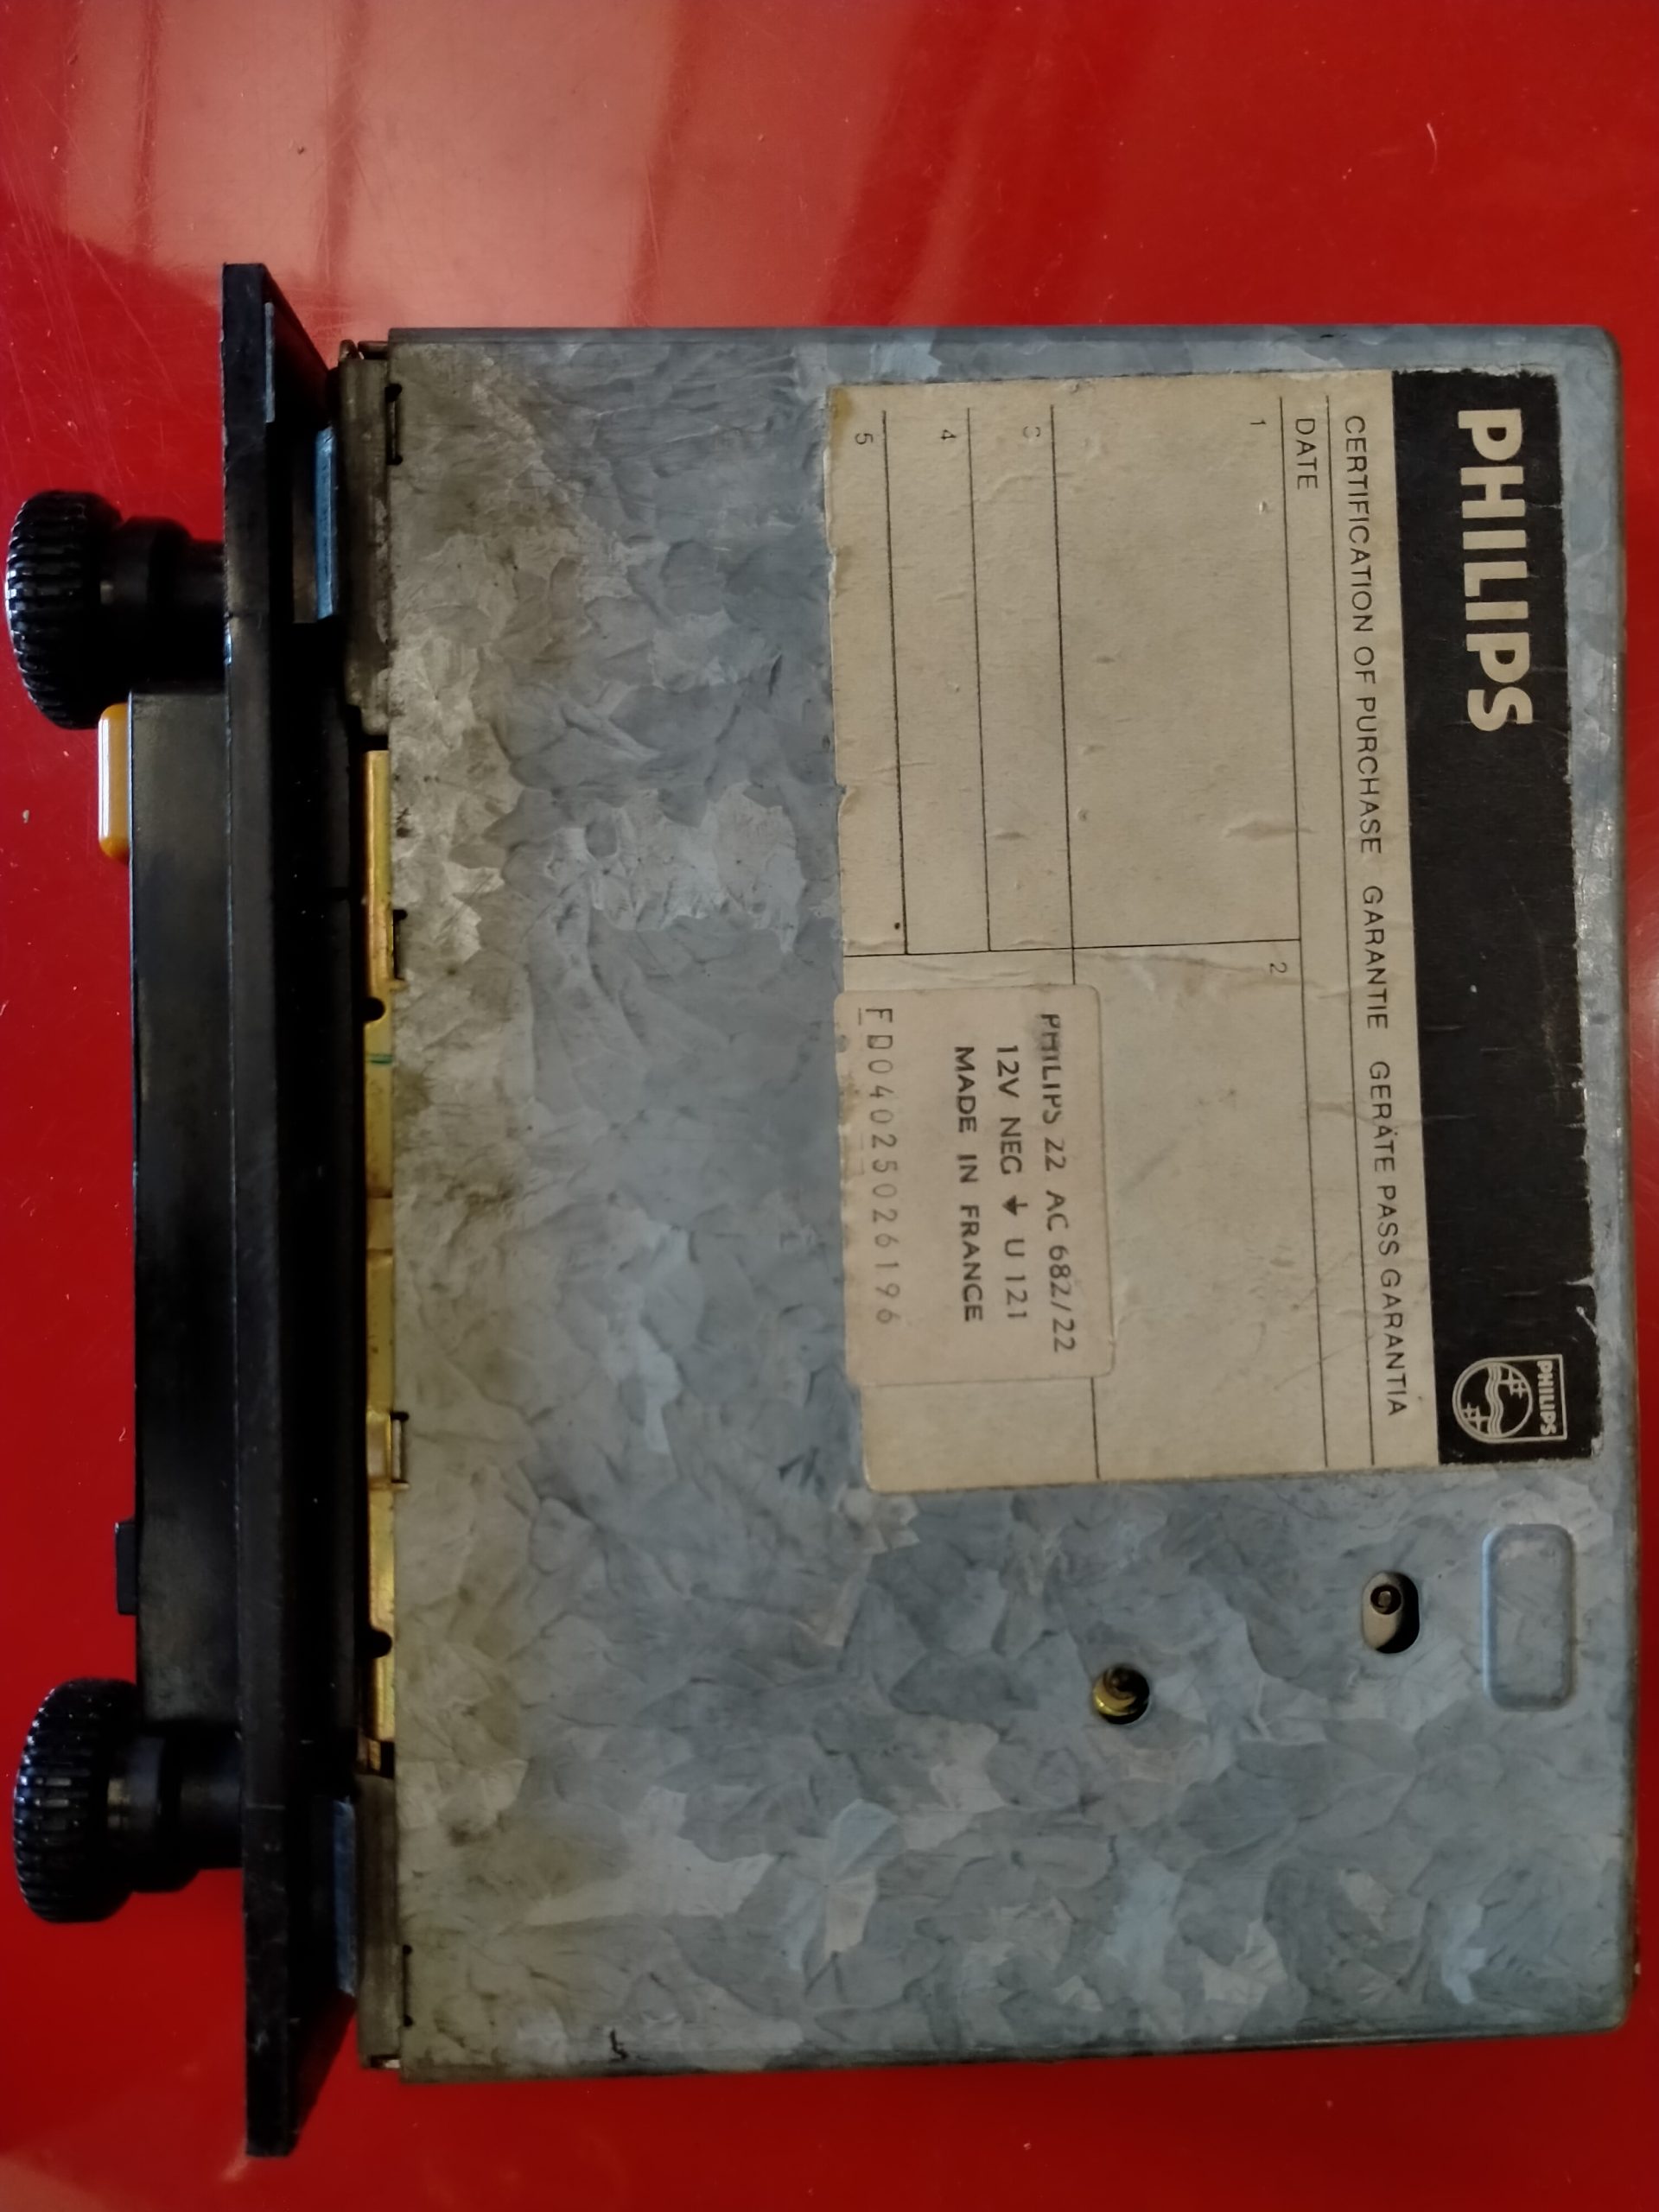 PHILIPS
PHILIPS
CERTIFICATION OF PURCHASE GARANTIE GERÄTE PASS GARANTIA
DATE
1
2
3
4
5
PHILIPS 22 AC 682/22
12V NEG ↓ U 121
MADE IN FRANCE
FD04025026196